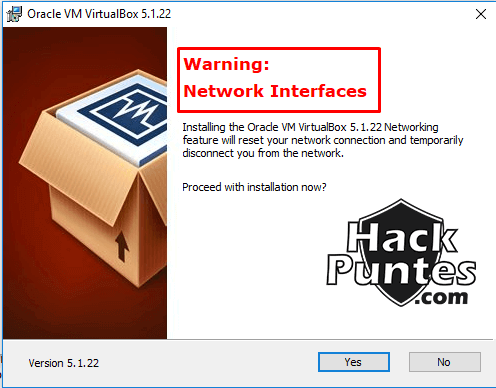 Oracle VM VirtualBox 5.1.22
Warning:
Network Interfaces
Installing the Oracle VM VirtualBox 5.1.22 Networking
feature will reset your network connection and temporarily
disconnect you from the network.
Proceed with installation now?
Hack
Puntes
.com
Version 5.1.22
Yes
No